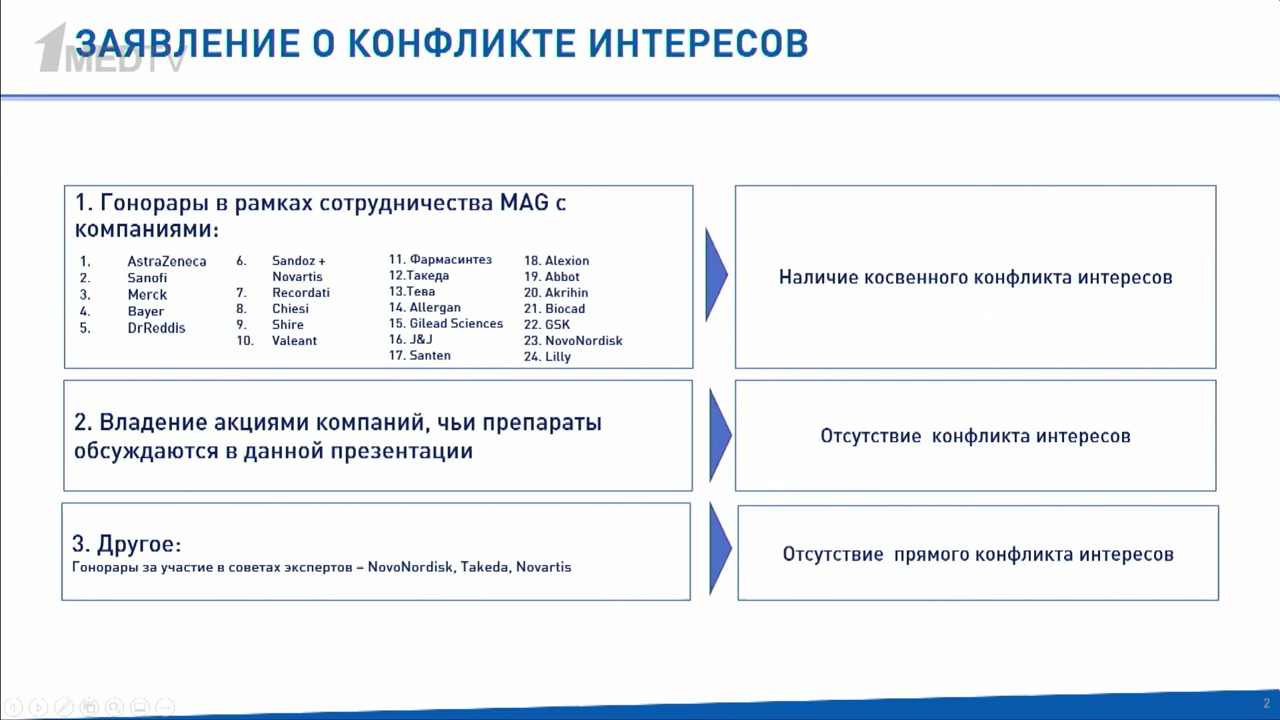 1MEDTV
ЗАЯВЛЕНИЕ О КОНФЛИКТЕ ИНТЕРЕСОВ
1. Гонорары в рамках сотрудничества MAG с
компаниями:
1. AstraZeneca
2. Sanofi
3. Merck
4. Bayer
5. DrReddis
6. Sandoz +
Novartis
7. Recordati
8. Chiesi
9. Shire
10. Valeant
11. Фармасинтез
12.Такеда
13.Тева
14. Allergan
15. Gilead Sciences
16. J&J
17. Santen
18. Alexion
19. Abbot
20. Akrihin
21. Biocad
22. GSK
23. NovoNordisk
24. Lilly
Наличие косвенного конфликта интересов
2. Владение акциями компаний, чьи препараты
обсуждаются в данной презентации
Отсутствие конфликта интересов
3. Другое:
Гонорары за участие в советах экспертов – NovoNordisk, Takeda, Novartis
Отсутствие прямого конфликта интересов
2